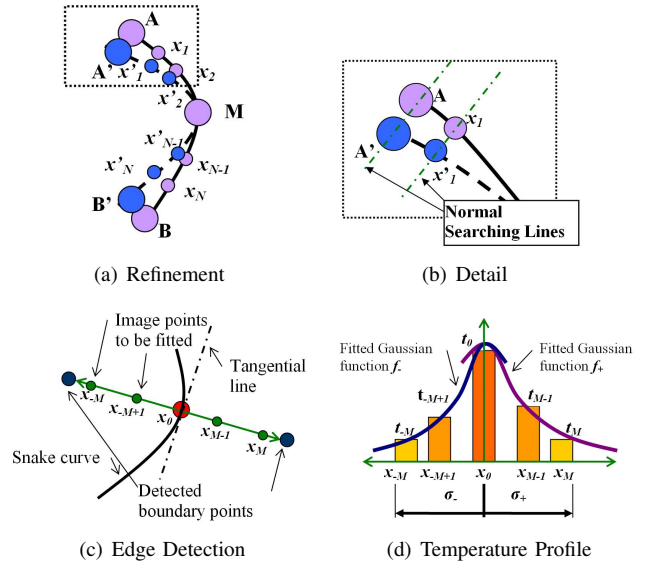 A
x1
A' x'1 x2
x'2
M
x'N-1
x'N xN-1
xN
B'
B
(a) Refinement
A
x1
A'
x'1
Normal
Searching Lines
(b) Detail
Image points
to be fitted
Tangential
line
x-M
x-M+1
x0
xM-1
xM
Snake curve
Detected
boundary points
(c) Edge Detection
t0
Fitted Gaussian
function f-
Fitted Gaussian
function f+
t-M+1
tM-1
t-M
tM
x-M x-M+1 x0 xM-1 xM
σ- σ+
(d) Temperature Profile